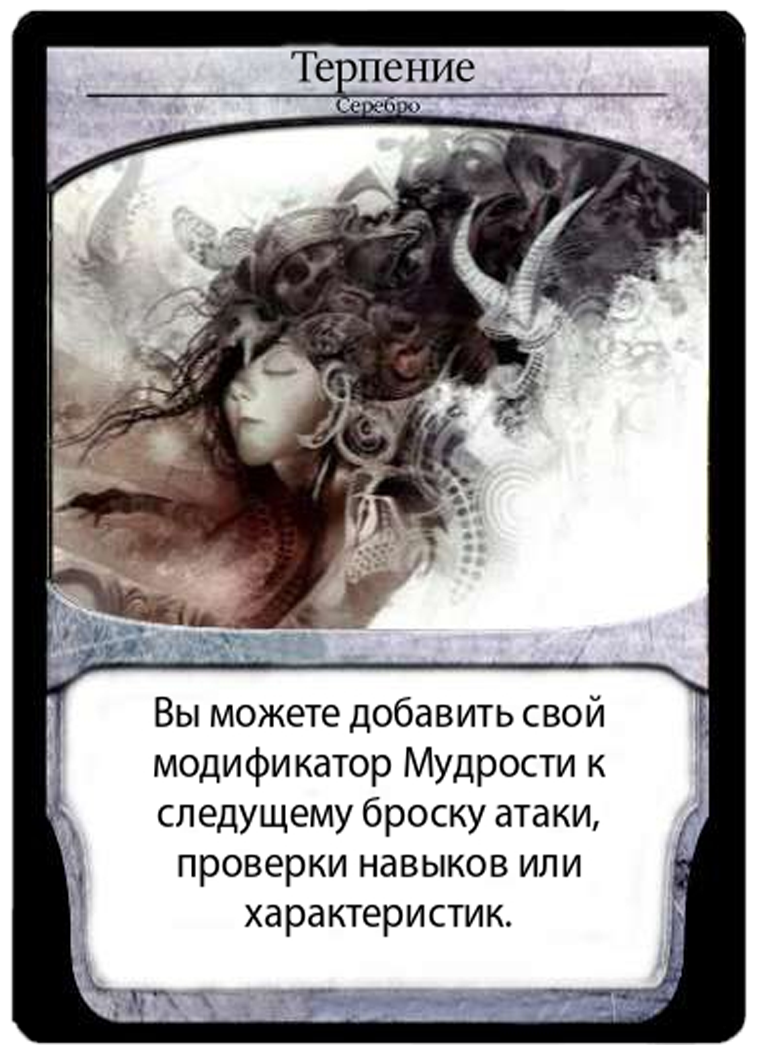 Терпение
Серебро
Вы можете добавить свой
модификатор Мудрости к
следущему броску атаки,
проверки навыков или
характеристик.